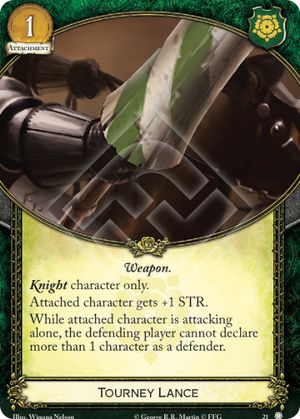 1
ATTACHMENT
Weapon.
Knight character only.
Attached character gets +1 STR.
While attached character is attacking
alone, the defending player cannot declare
more than 1 character as a defender.
TOURNEY LANCE
Illus. Winona Nelson
© George R.R. Martin © FFG
21